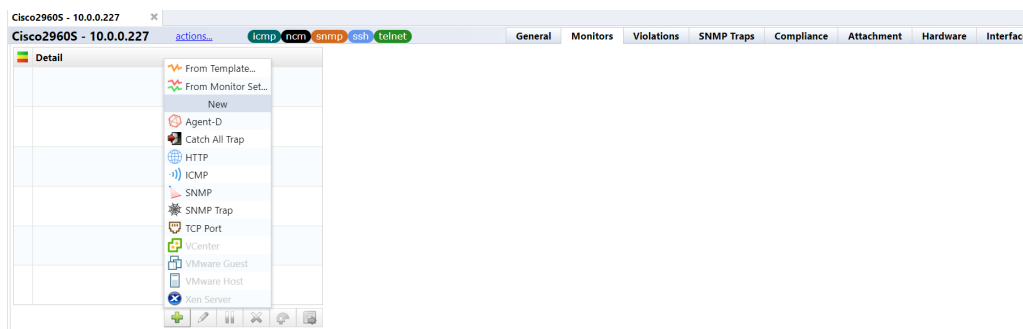 Cisco2960S - 10.0.0.227
Cisco2960S - 10.0.0.227 actions... icmp ncm snmp ssh telnet General Monitors Violations SNMP Traps Compliance Attachment Hardware
Detail
From Template...
From Monitor Set...
New
Agent-D
Catch All Trap
HTTP
ICMP
SNMP
SNMP Trap
TCP Port
VCenter
VMware Guest
VMware Host
Xen Server